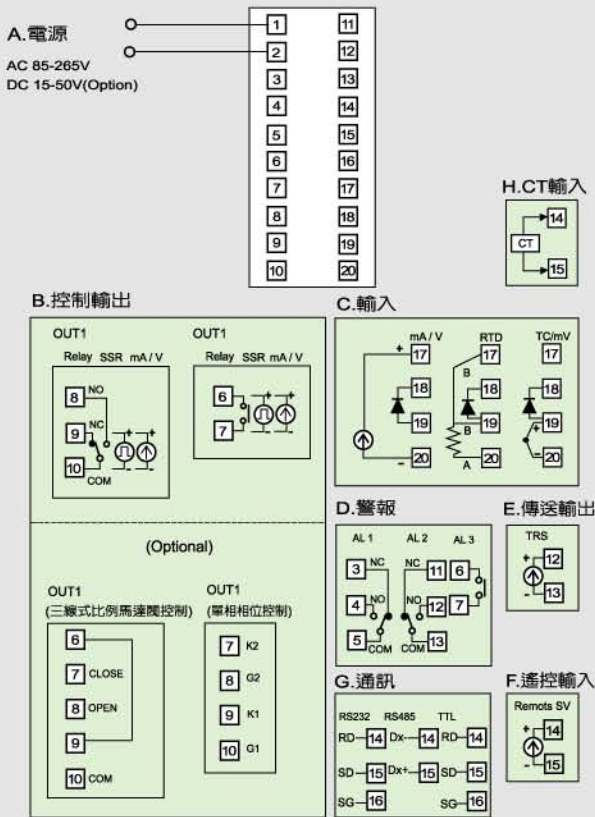 A.電源
AC 85-265V
DC 15-50V(Option)
1 11
2 12
3 13
4 14
5 15
6 16
7 17
8 18
9 19
10 20
H.CT輸入
14
CT
15
B.控制輸出
OUT1
Relay SSR mA / V
8 NO
9 NC
10
COM
+ +
- -
OUT1
Relay SSR mA / V
6
7
+ +
- -
(Optional)
OUT1
(三線式比例馬達閥控制)
6
7 CLOSE
8 OPEN
9
10 COM
OUT1
(單相相位控制)
7 K2
8 G2
9 K1
10 G1
C.輸入
mA / V
+ 17
18
19
- 20
RTD
17
B
18
B 19
A 20
TC/mV
17
18
19
+
- 20
D.警報
AL 1
3 NC
4 NO
5 COM
AL 2
NC 11
NO 12
COM 13
AL 3
6
7
E.傳送輸出
TRS
+ 12
- 13
G.通訊
RS232 RS485 TTL
RD 14 Dx- 14 RD 14
SD 15 Dx+ 15 SD 15
SG 16 SG 16
F.遙控輸入
Remots SV
+ 14
- 15